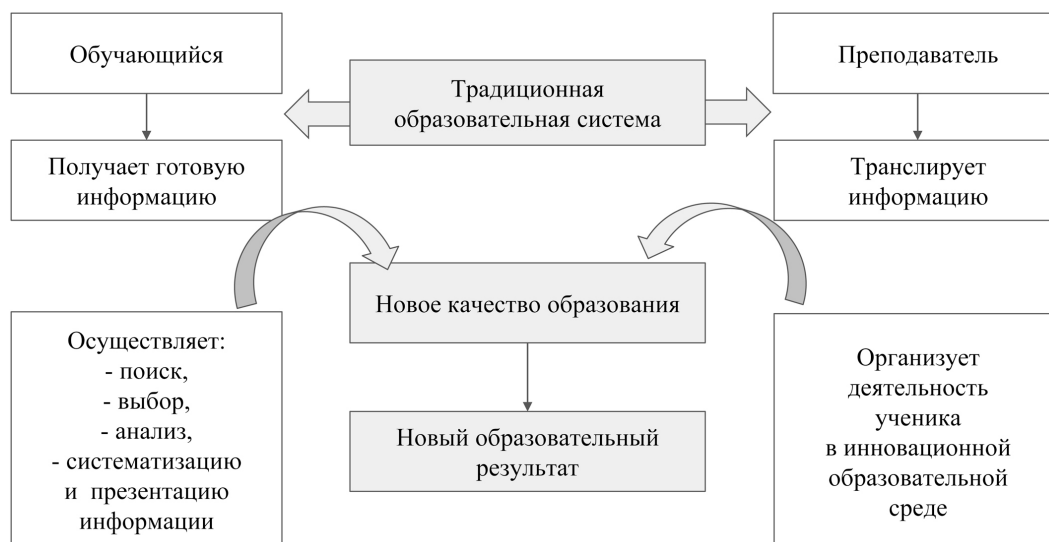 Обучающийся
Традиционная
образовательная система
Преподаватель
Получает готовую
информацию
Транслирует
информацию
Новое качество образования
Осуществляет:
- поиск,
- выбор,
- анализ,
- систематизацию
и презентацию
информации
Новый образовательный
результат
Организует
деятельность
ученика
в инновационной
образовательной
среде